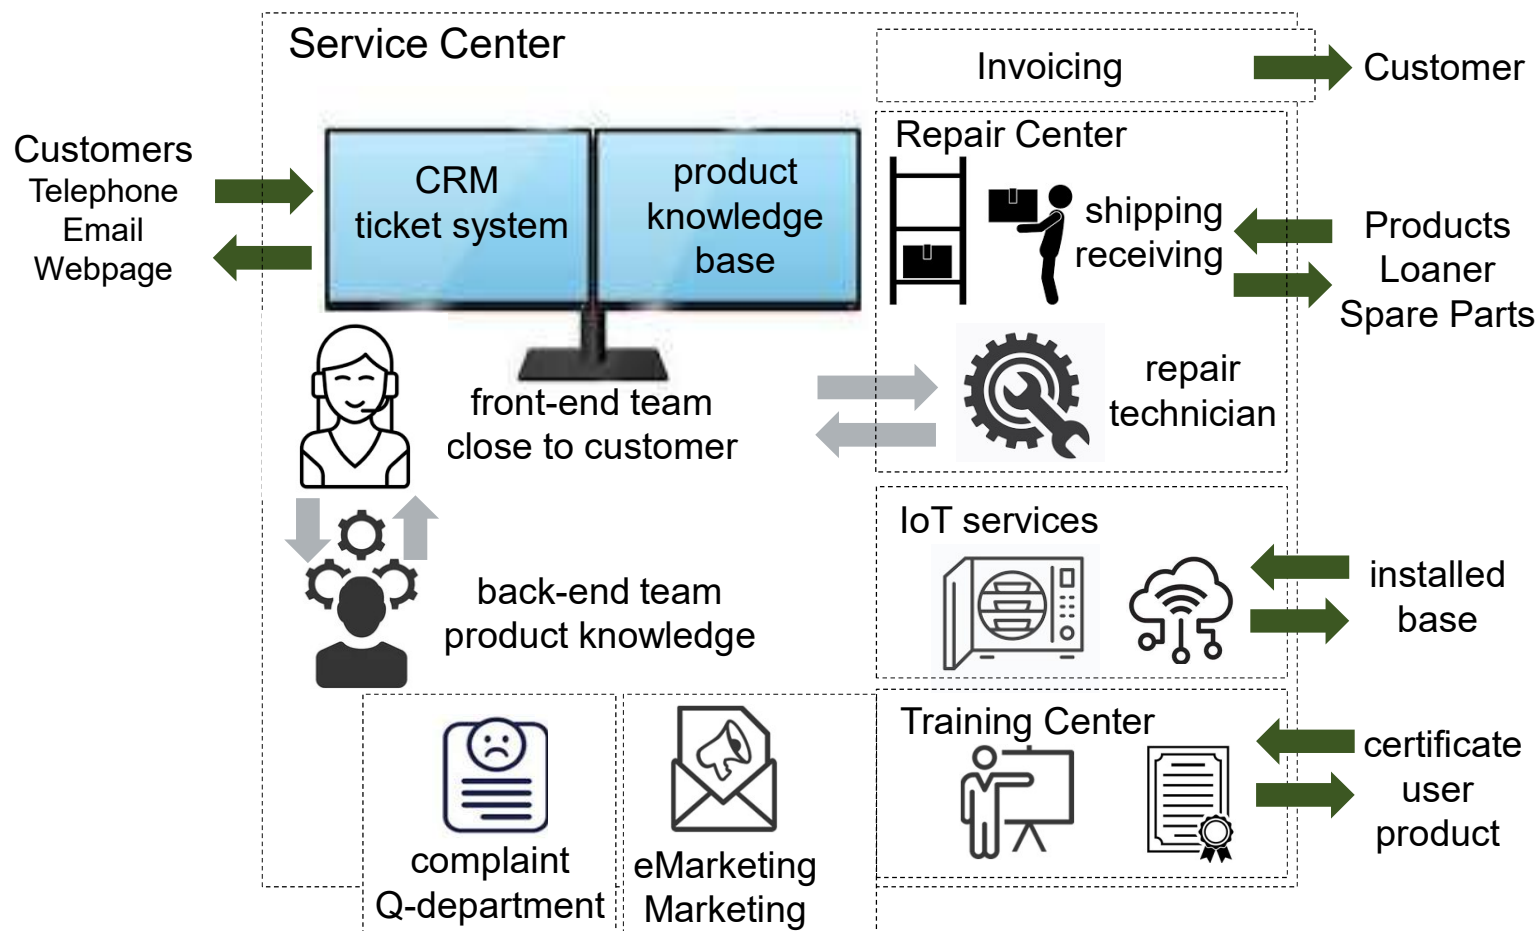 Service Center
Invoicing
Customer
Customers
Telephone
Email
Webpage
CRM
ticket system
product
knowledge
base
Repair Center
shipping
receiving
Products
Loaner
Spare Parts
front-end team
close to customer
repair
technician
back-end team
product knowledge
IoT services
installed
base
complaint
Q-department
eMarketing
Marketing
Training Center
certificate
user
product